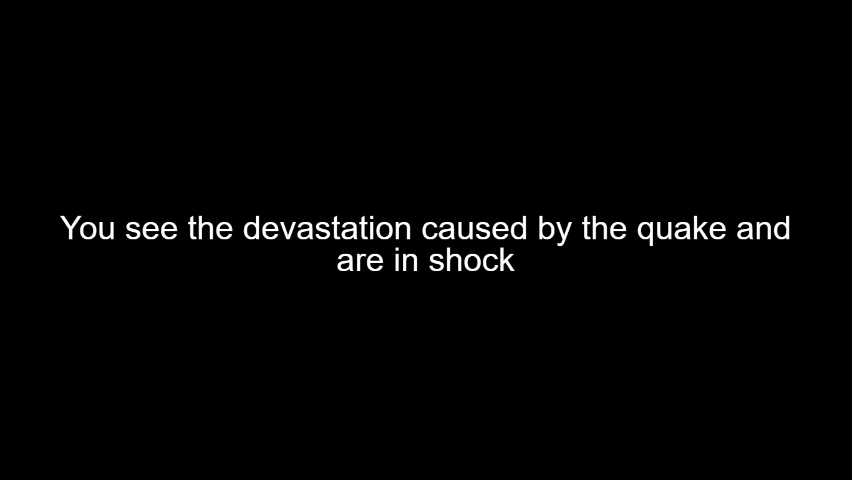 You see the devastation caused by the quake and
are in shock